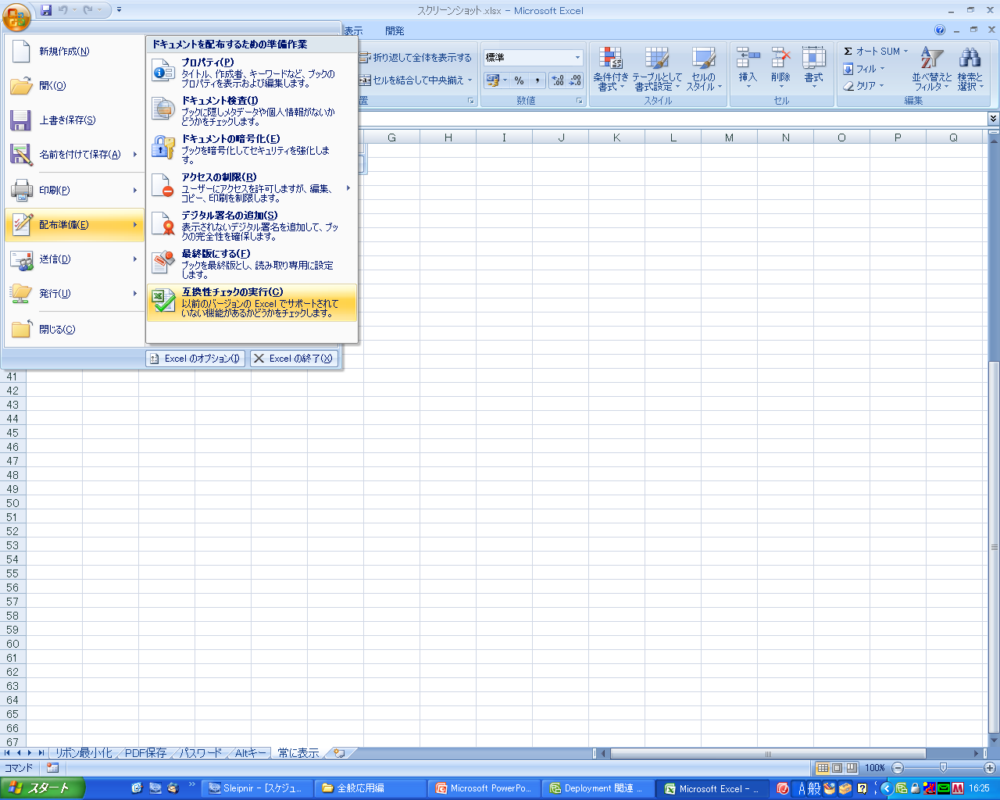 スクリーンショット.xlsx - Microsoft Excel
表示
開発
新規作成(N)
開く(O)
上書き保存(S)
名前を付けて保存(A)
印刷(P)
配布準備(E)
送信(D)
発行(U)
閉じる(C)
ドキュメントを配布するための準備作業
プロパティ(P)
タイトル、作成者、キーワードなど、ブックの
プロパティを表示および編集します。
ドキュメント検査(I)
ブックに隠しメタデータや個人情報がないか
どうかをチェックします。
ドキュメントの暗号化(E)
ブックを暗号化してセキュリティを強化しま
す。
アクセスの制限(R)
ユーザーにアクセスを許可しますが、編集、
コピー、印刷を制限します。
デジタル署名の追加(S)
表示されないデジタル署名を追加して、ブッ
クの完全性を確保します。
最終版にする(F)
ブックを最終版とし、読み取り専用に設定
します。
互換性チェックの実行(C)
以前のバージョンの Excel でサポートされて
いない機能があるかどうかをチェックします。
Excel のオプション(I)
Excel の終了(X)
折り返して全体を表示する
セルを結合して中央揃え
置
標準
%
,
.00
数値
条件付き
書式
テーブルとして
書式設定
セルの
スタイル
スタイル
挿入
削除
書式
セル
Σ オート SUM
フィル
クリア
並べ替えと
フィルタ
検索と
選択
編集
G H I J K L M N O P Q
41
42
43
44
45
46
47
48
49
50
51
52
53
54
55
56
57
58
59
60
61
62
63
64
65
66
67
リボン最小化
PDF保存
パスワード
Altキー
常に表示
コマンド
100%
スタート
Sleipnir - [スケジュ...
全般応用編
Microsoft PowerPo...
Deployment 関連 ...
Microsoft Excel - ...
A 般
16:25